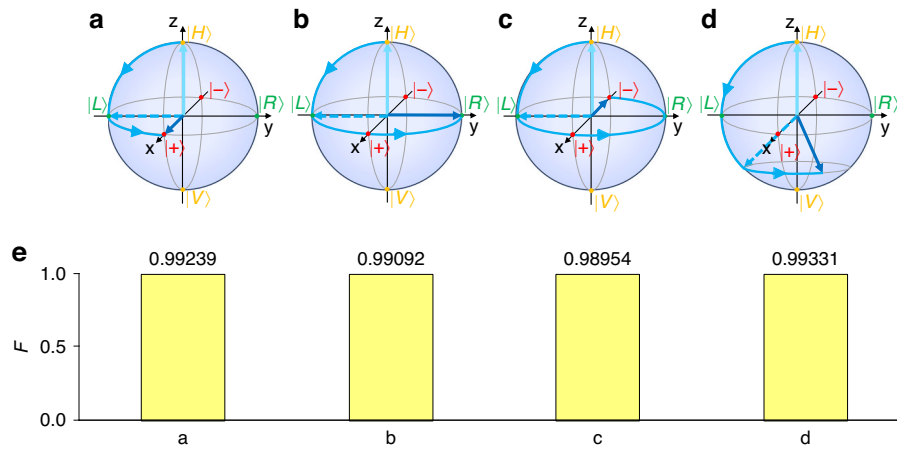 a b c d
z |H⟩ z |H⟩ z |H⟩ z |H⟩
|−⟩ |−⟩ |−⟩ |−⟩
|L⟩ |R⟩ |L⟩ |R⟩ |L⟩ |R⟩ |L⟩ |R⟩
y y y y
x |+⟩ x |+⟩ x |+⟩ x |+⟩
|V⟩ |V⟩ |V⟩ |V⟩
e
0.99239 0.99092 0.98954 0.99331
1.0
0.5
F
0.0
a b c d